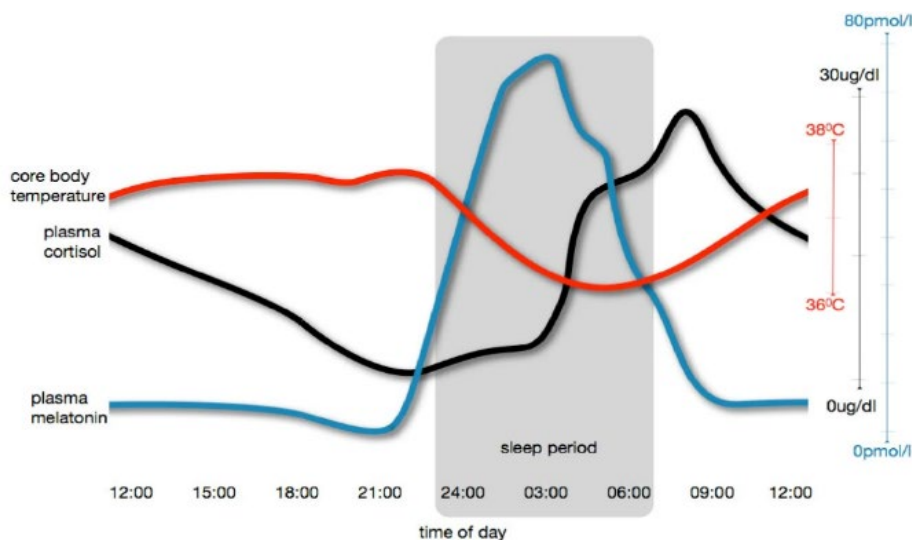 80pmol/l
30ug/dl
38⁰C
core body
temperature
plasma
cortisol
36⁰C
plasma
melatonin
0ug/dl
sleep period
0pmol/l
12:00 15:00 18:00 21:00 24:00 03:00 06:00 09:00 12:00
time of day